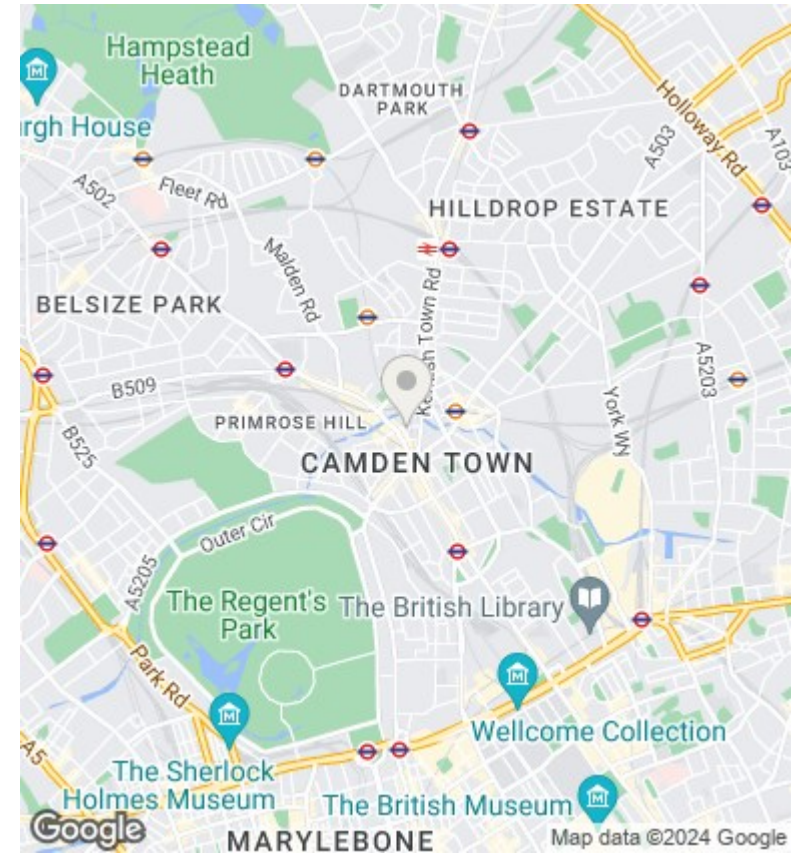 Hampstead
Heath
DARTMOUTH
PARK
urgh House
Holloway Rd
A503
A103
A502
Fleet Rd
HILLDROP ESTATE
Malden Rd
BELSIZE PARK
Kentish Town Rd
A5203
B509
York Wy
PRIMROSE HILL
B525
CAMDEN TOWN
Outer Cir
A5205
The Regent's
Park
The British Library
Park Rd
Wellcome Collection
A5
The Sherlock
Holmes Museum
The British Museum
Google
MARYLEBONE
Map data ©2024 Google